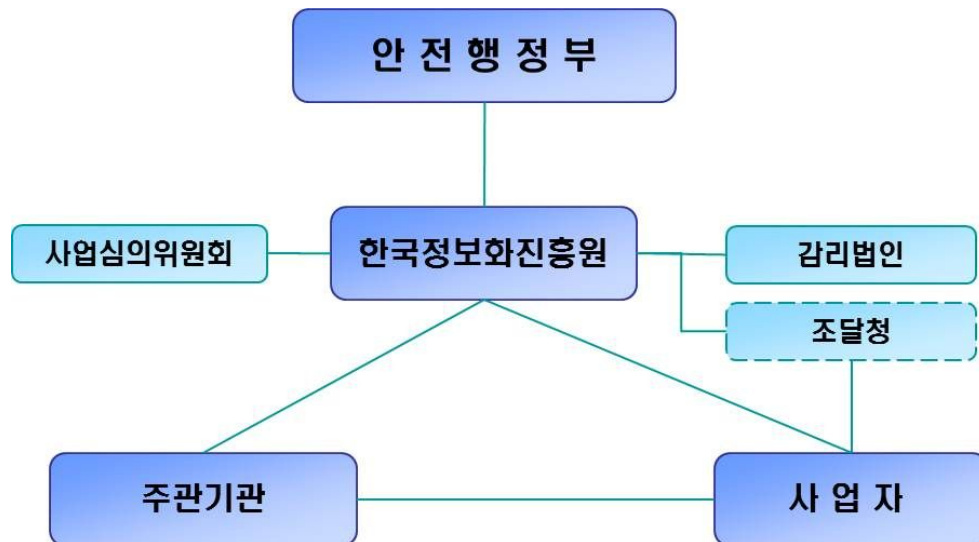 안 전 행 정 부
사업심의위원회
한국정보화진흥원
감리법인
조달청
주관기관
사 업 자